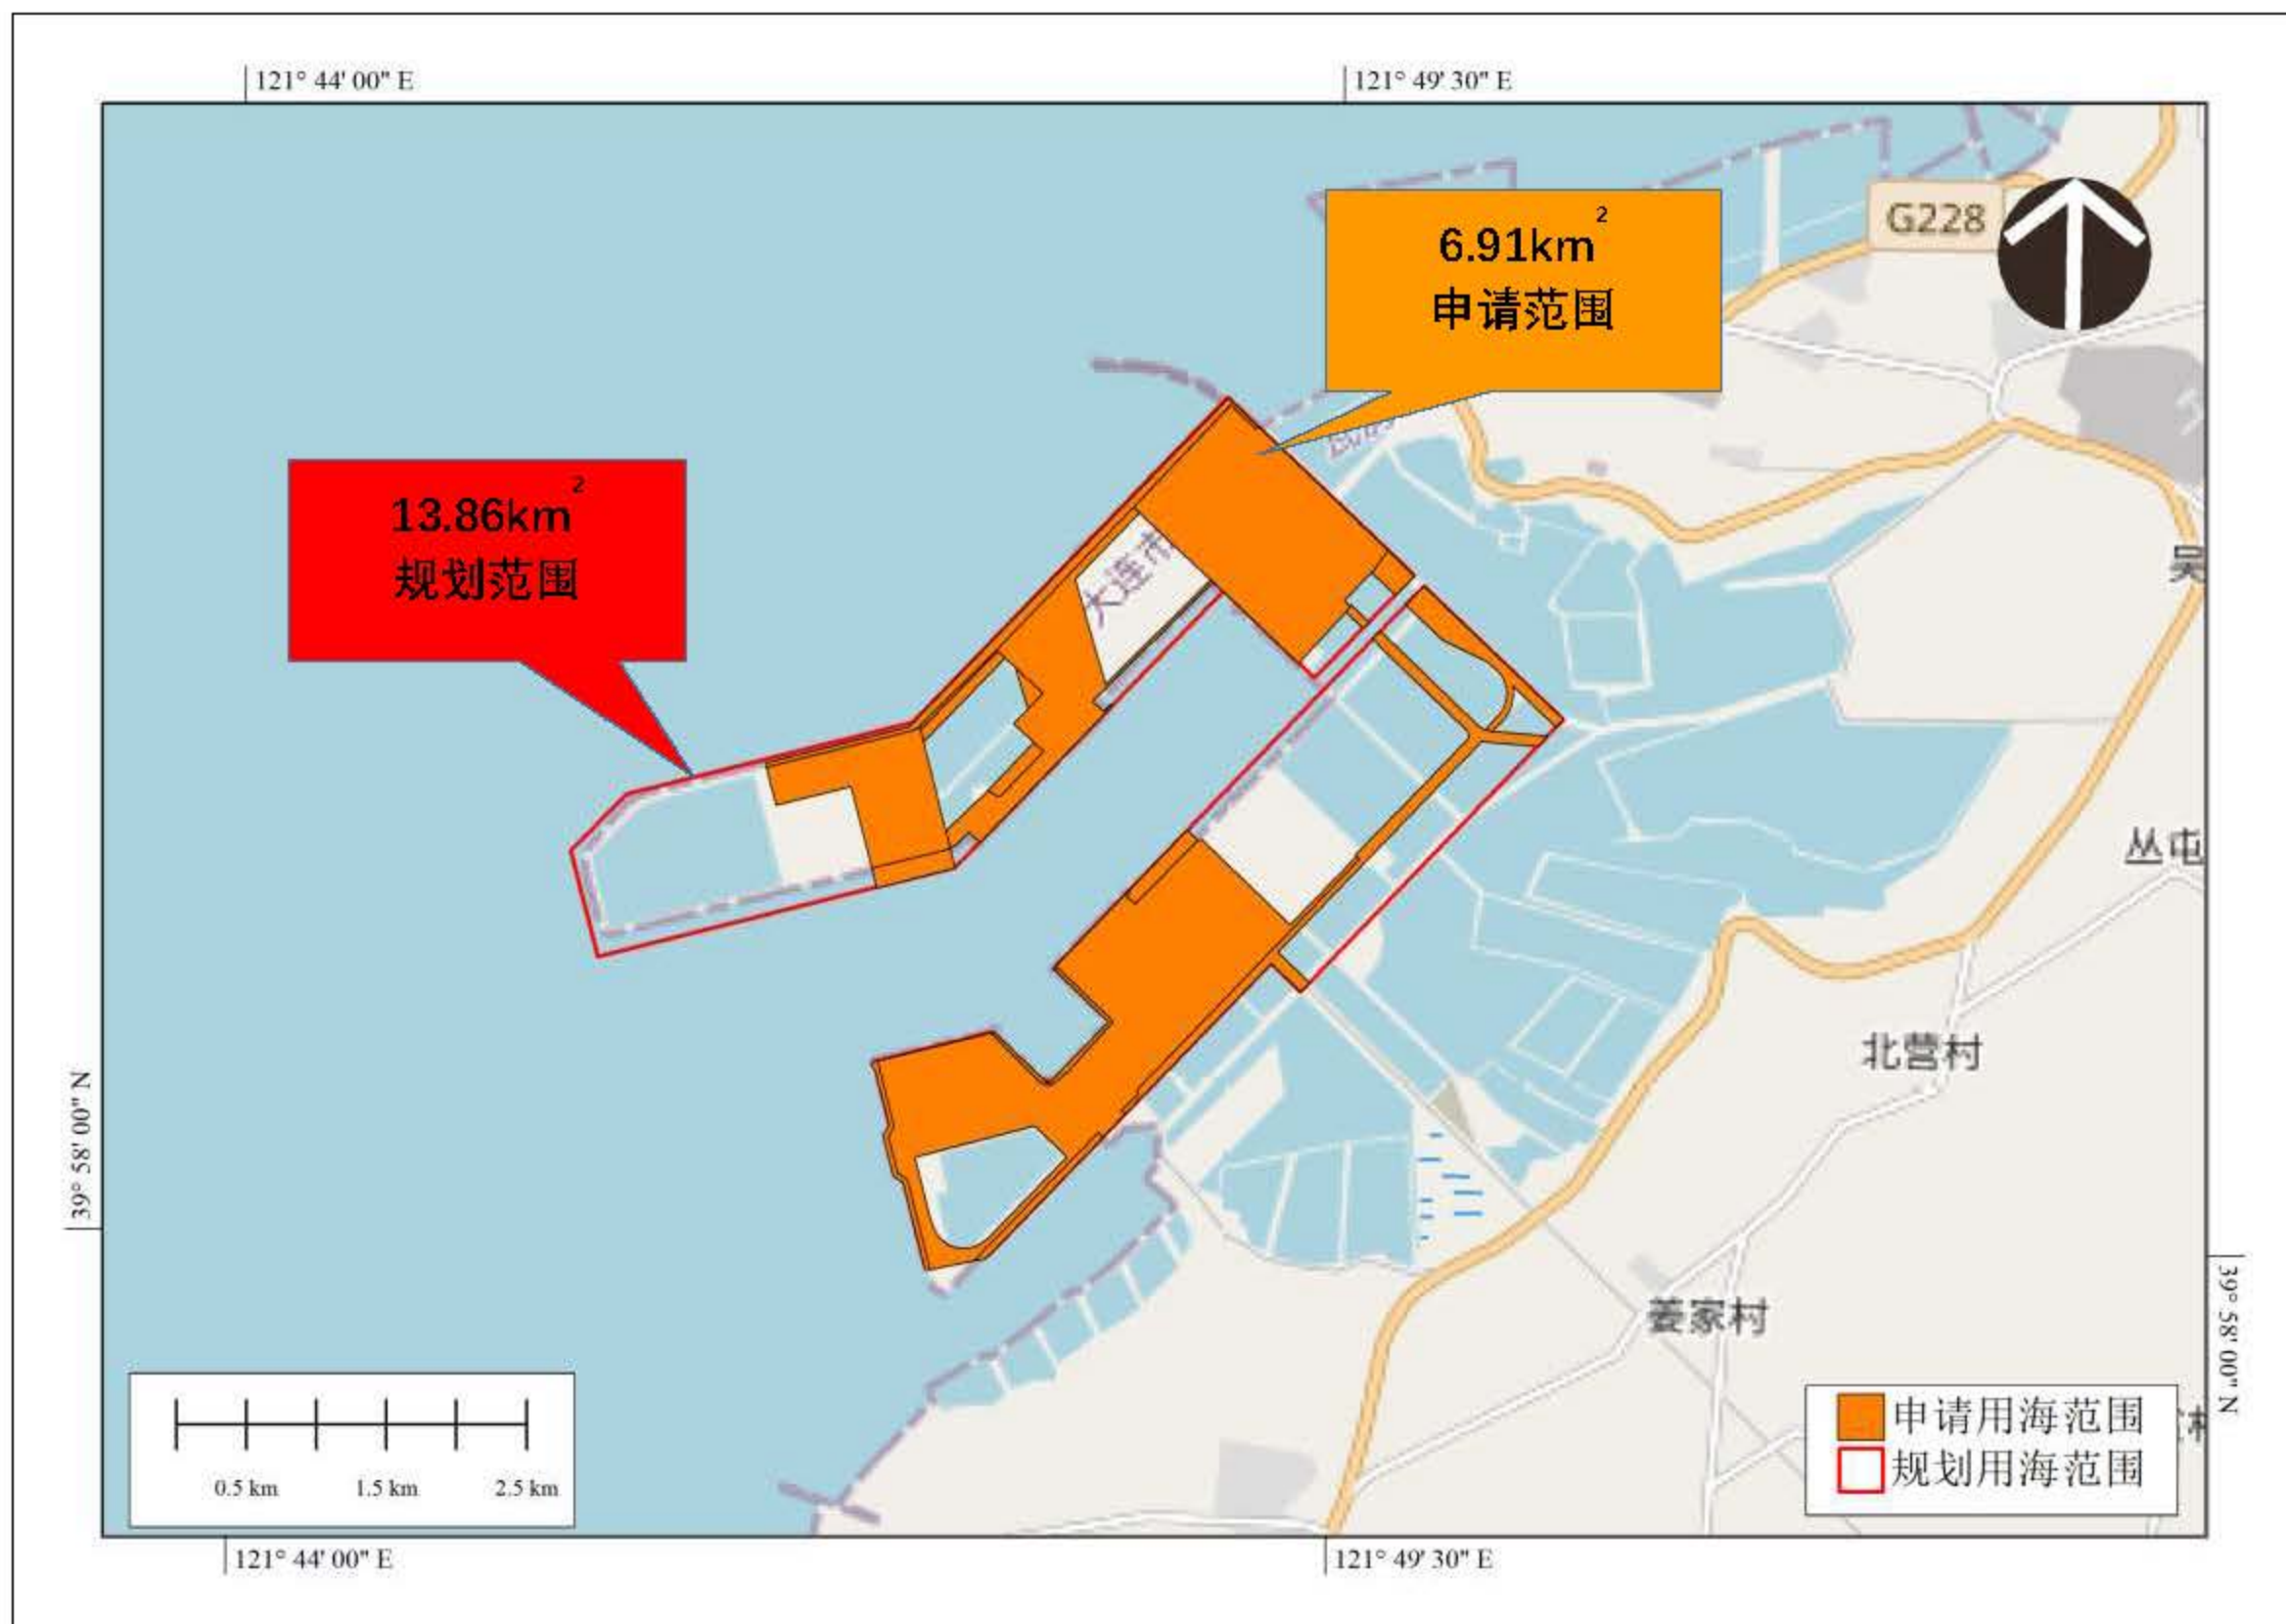 121° 44' 00" E
121° 49' 30" E
G228
6.91km²
申请范围
13.86km²
规划范围
大连市
吴
丛屯
北营村
姜家村
39° 58' 00" N
39° 58' 00" N
0.5 km
1.5 km
2.5 km
申请用海范围
规划用海范围
村
121° 44' 00" E
121° 49' 30" E